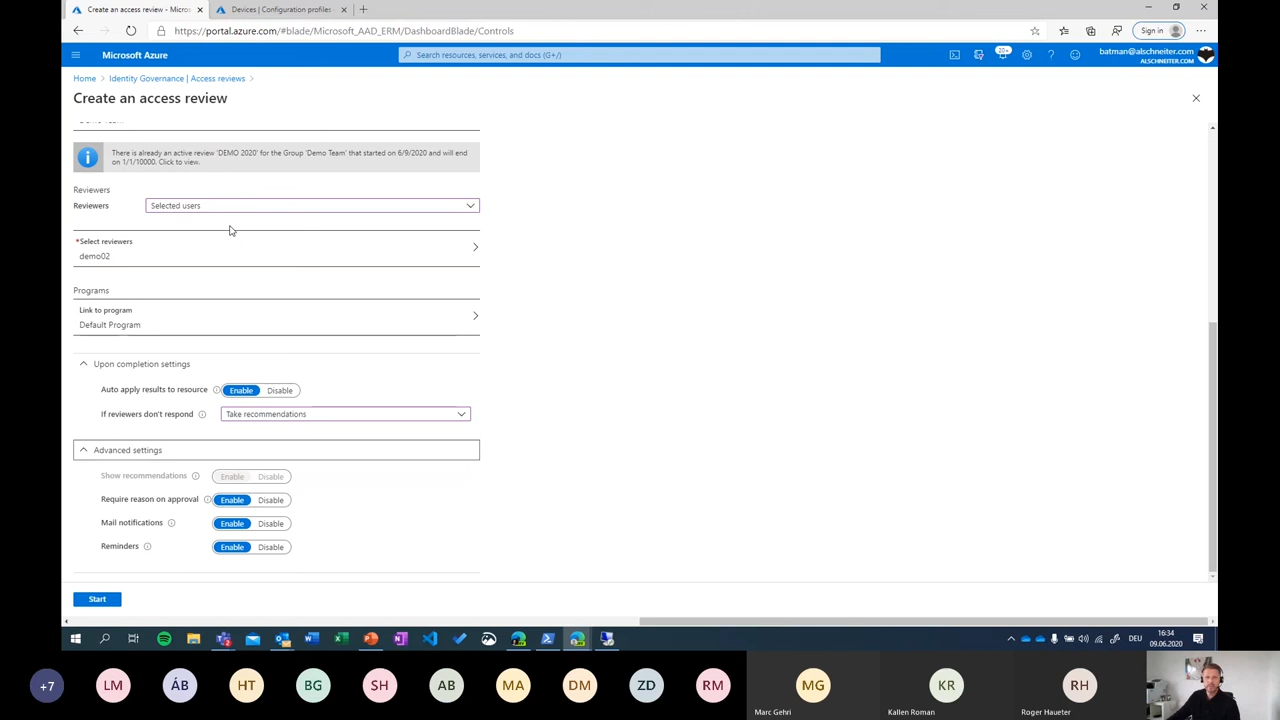 Create an access review - Micros
Devices | Configuration profiles -
https://portal.azure.com/#blade/Microsoft_AAD_ERM/DashboardBlade/Controls
Sign in
Microsoft Azure
Search resources, services, and docs (G+/)
20+
batman@alschneiter.com
ALSCHNEITER.COM
Home > Identity Governance | Access reviews >
Create an access review
There is already an active review 'DEMO 2020' for the Group 'Demo Team' that started on 6/9/2020 and will end
on 1/1/10000. Click to view.
Reviewers
Reviewers
Selected users
*Select reviewers
demo02
Programs
Link to program
Default Program
Upon completion settings
Auto apply results to resource
Enable
Disable
If reviewers don't respond
Take recommendations
Advanced settings
Show recommendations
Enable
Disable
Require reason on approval
Enable
Disable
Mail notifications
Enable
Disable
Reminders
Enable
Disable
Start
DEU
16:34
09.06.2020
+7
LM
ÁB
HT
BG
SH
AB
MA
DM
ZD
RM
MG
KR
RH
Marc Gehri
Kallen Roman
Roger Haueter